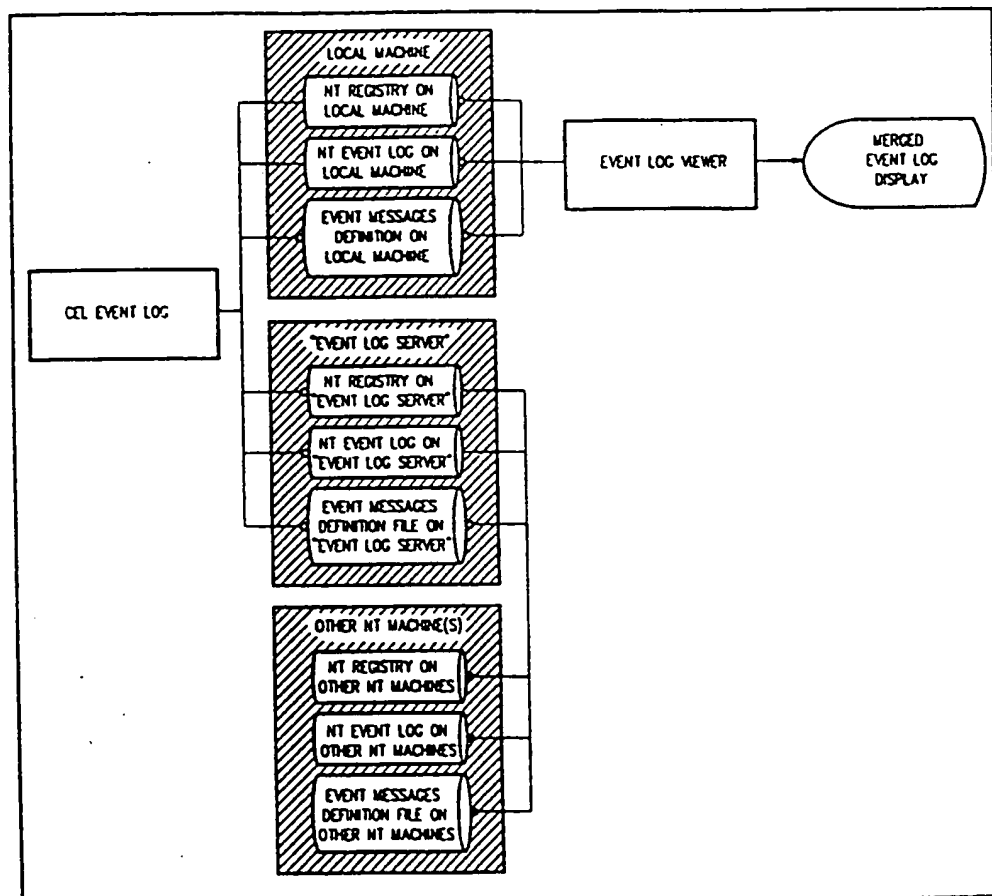 LOCAL MACHINE
NT REGISTRY ON
LOCAL MACHINE
NT EVENT LOG ON
LOCAL MACHINE
EVENT MESSAGES
DEFINITION ON
LOCAL MACHINE
EVENT LOG VIEWER
MERGED
EVENT LOG
DISPLAY
CEL EVENT LOG
"EVENT LOG SERVER"
NT REGISTRY ON
"EVENT LOG SERVER"
NT EVENT LOG ON
"EVENT LOG SERVER"
EVENT MESSAGES
DEFINITION FILE ON
"EVENT LOG SERVER"
OTHER NT MACHINE(S)
NT REGISTRY ON
OTHER NT MACHINES
NT EVENT LOG ON
OTHER NT MACHINES
EVENT MESSAGES
DEFINITION FILE ON
OTHER NT MACHINES